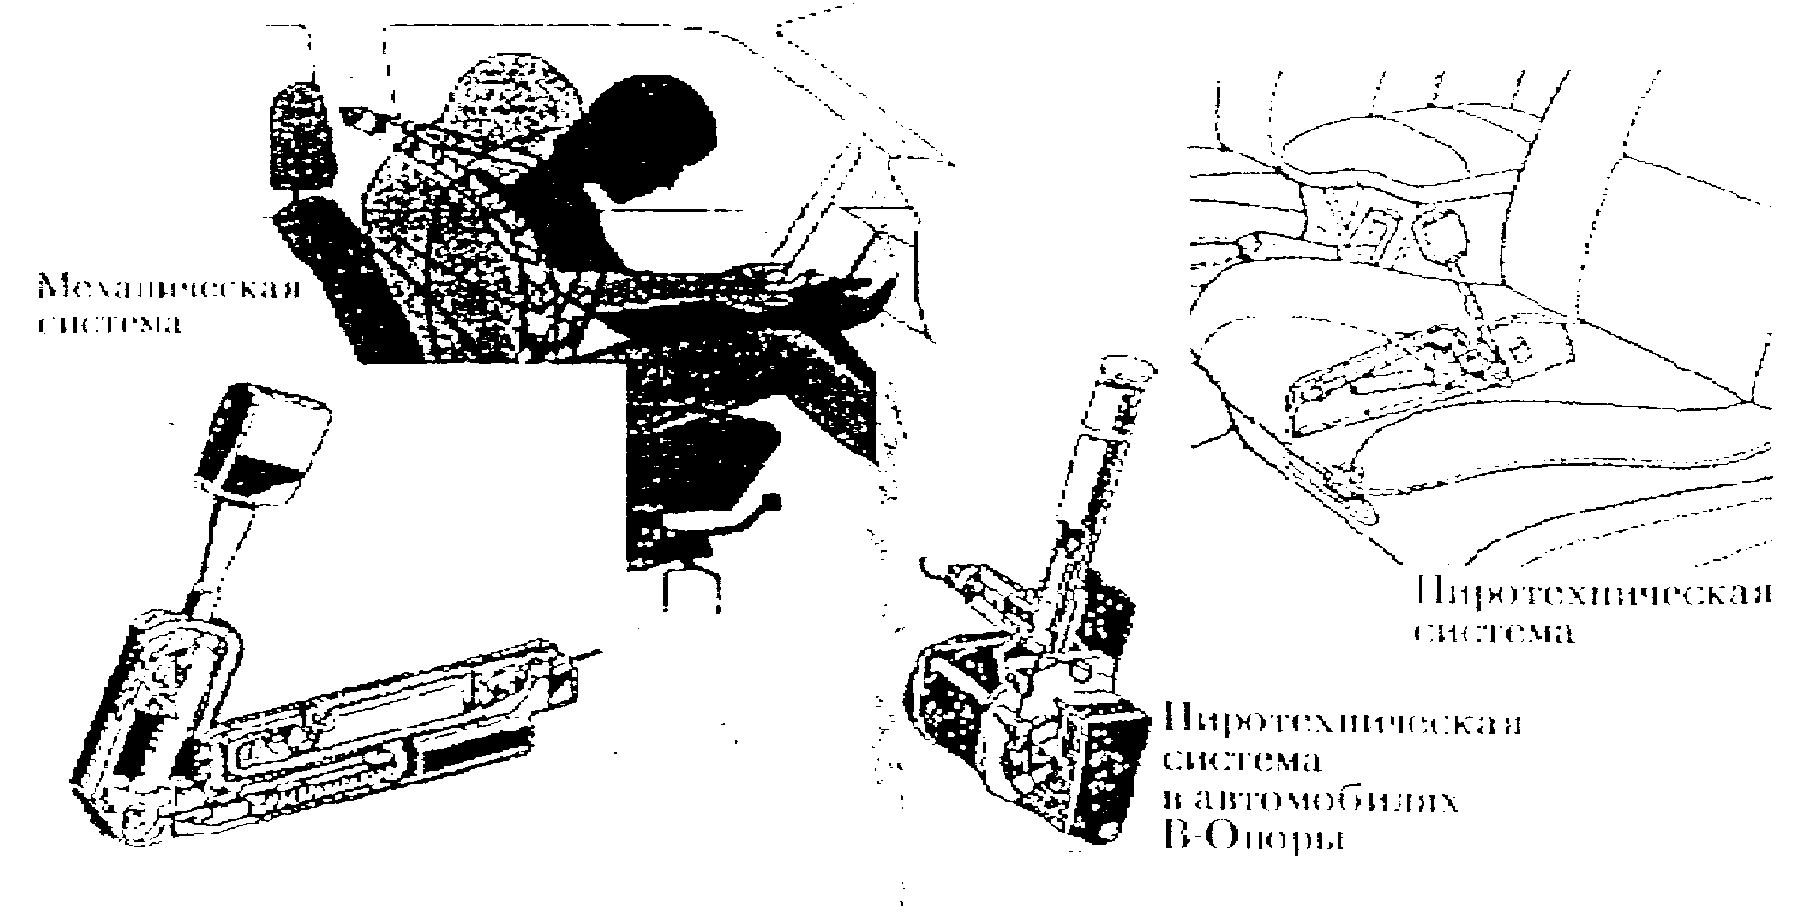 Механическая
система
Пиротехническая
система
Пиротехническая
система
в автомобилях
В-Опоры